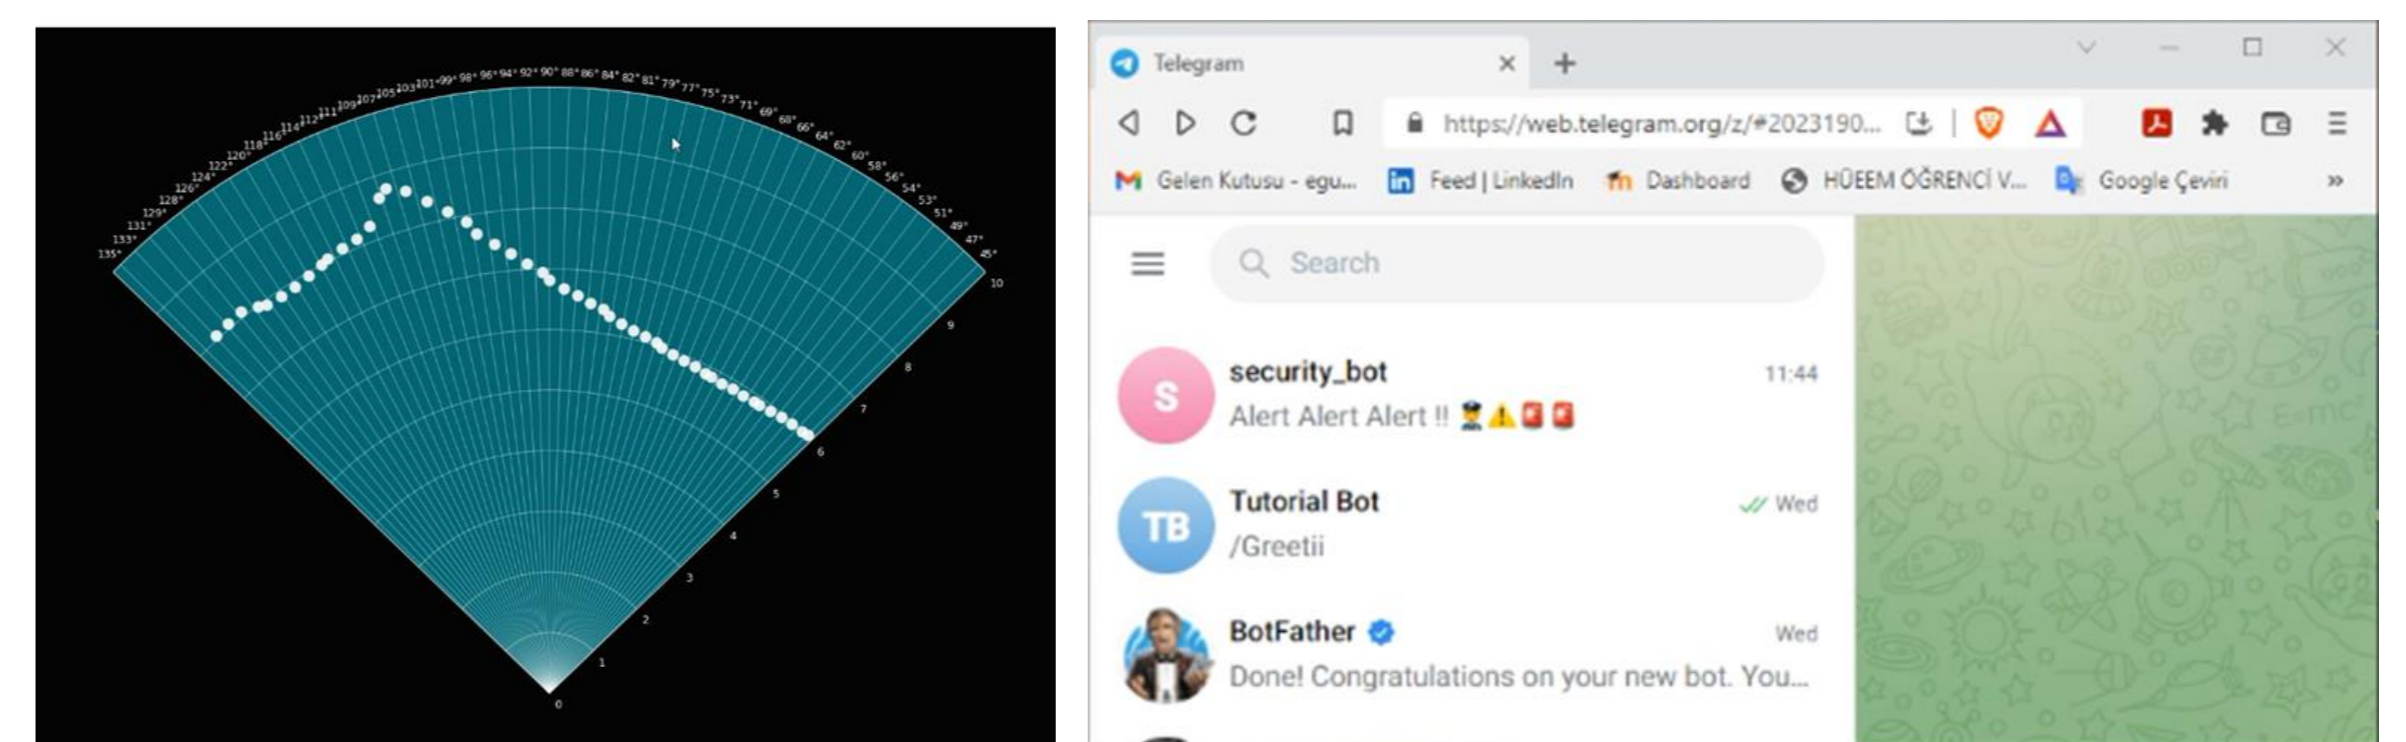 135° 133° 131° 129° 128° 126° 124° 122° 120° 118° 116° 114° 112° 111° 109° 107° 105° 103° 101° 99° 98° 96° 94° 92° 90° 88° 86° 84° 82° 81° 79° 77° 75° 73° 71° 69° 68° 66° 64° 62° 60° 58° 56° 54° 53° 51° 49° 47° 45°
10
9
8
7
6
5
4
3
2
1
0
Telegram
https://web.telegram.org/z/#2023190...
Gelen Kutusu - egu... Feed | LinkedIn Dashboard HÜEEM ÖĞRENCİ V... Google Çeviri »
Search
S
security_bot 11:44
Alert Alert Alert !! 👮⚠️🚨🚨
TB
Tutorial Bot Wed
/Greetii
BotFather Wed
Done! Congratulations on your new bot. You...
E=mc²